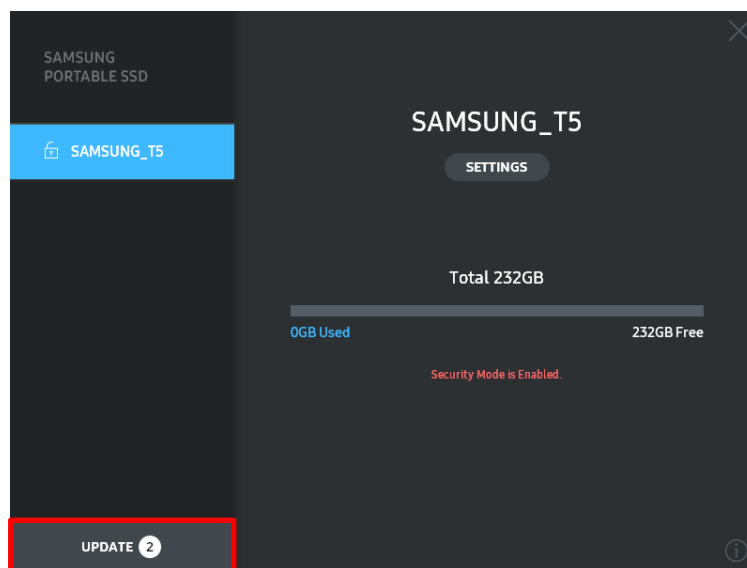 SAMSUNG
PORTABLE SSD
SAMSUNG_T5
SAMSUNG_T5
SETTINGS
Total 232GB
0GB Used 232GB Free
Security Mode is Enabled.
UPDATE 2